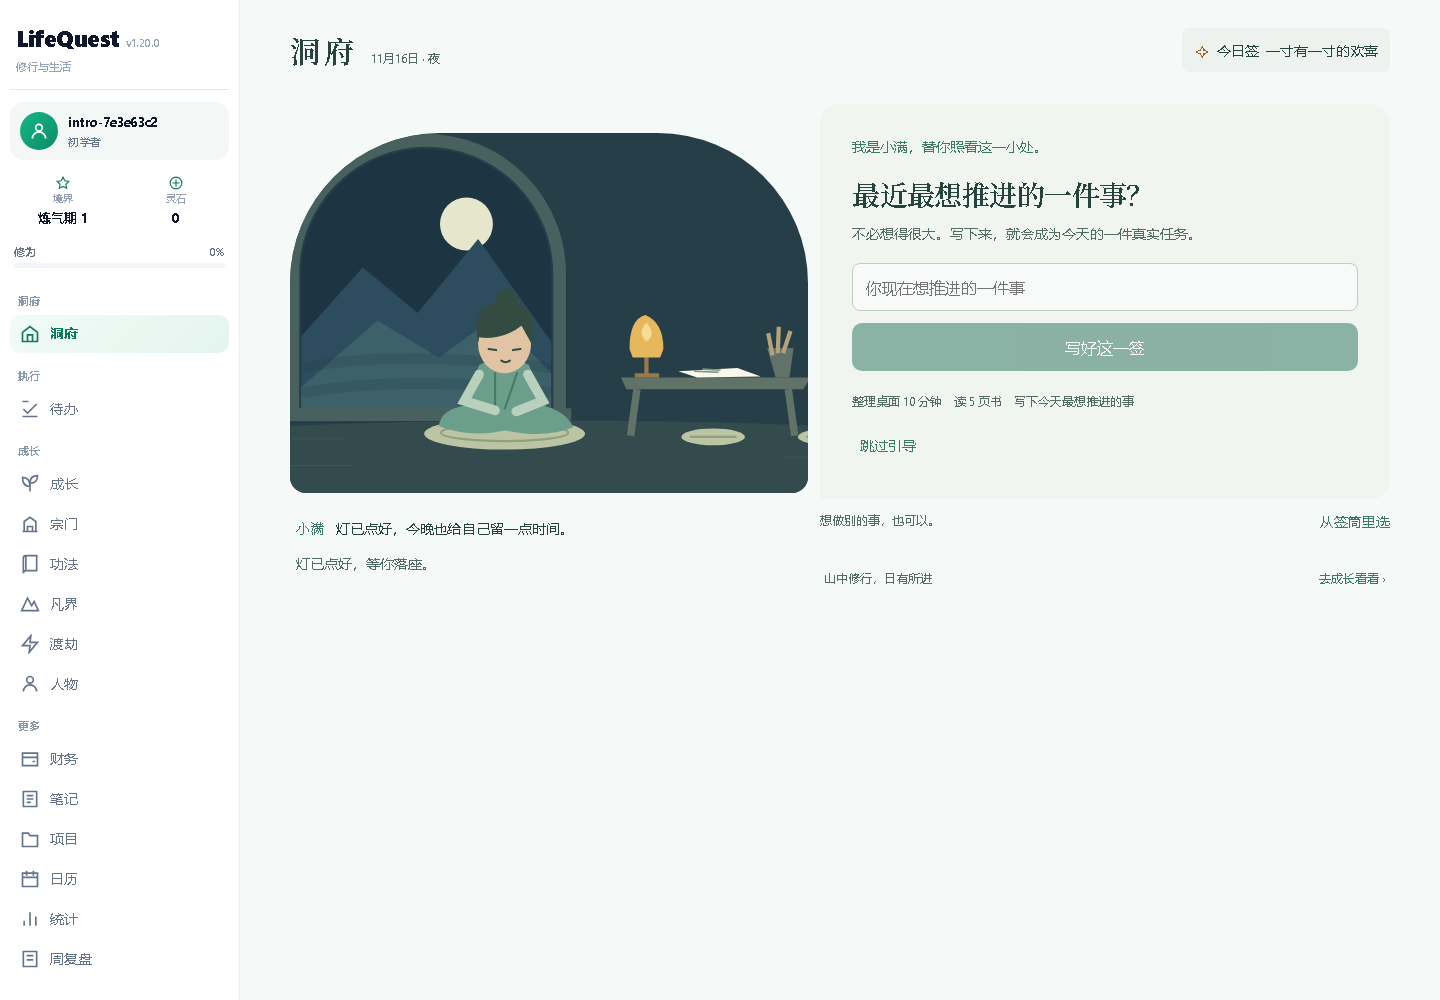 LifeQuest v1.20.0
修行与生活
intro-7e3e63c2
初学者
境界
炼气期 1
灵石
0
修为 0%
洞府
洞府
执行
待办
成长
成长
宗门
功法
凡界
渡劫
人物
更多
财务
笔记
项目
日历
统计
周复盘
洞府 11月16日 · 夜
今日签 一寸有一寸的欢喜
小满 灯已点好，今晚也给自己留一点时间。
灯已点好，等你落座。
我是小满，替你照看这一小处。
最近最想推进的一件事？
不必想得很大。写下来，就会成为今天的一件真实任务。
你现在想推进的一件事
写好这一签
整理桌面 10 分钟 读 5 页书 写下今天最想推进的事
跳过引导
想做别的事，也可以。 从签筒里选
山中修行，日有所进 去成长看看 ›